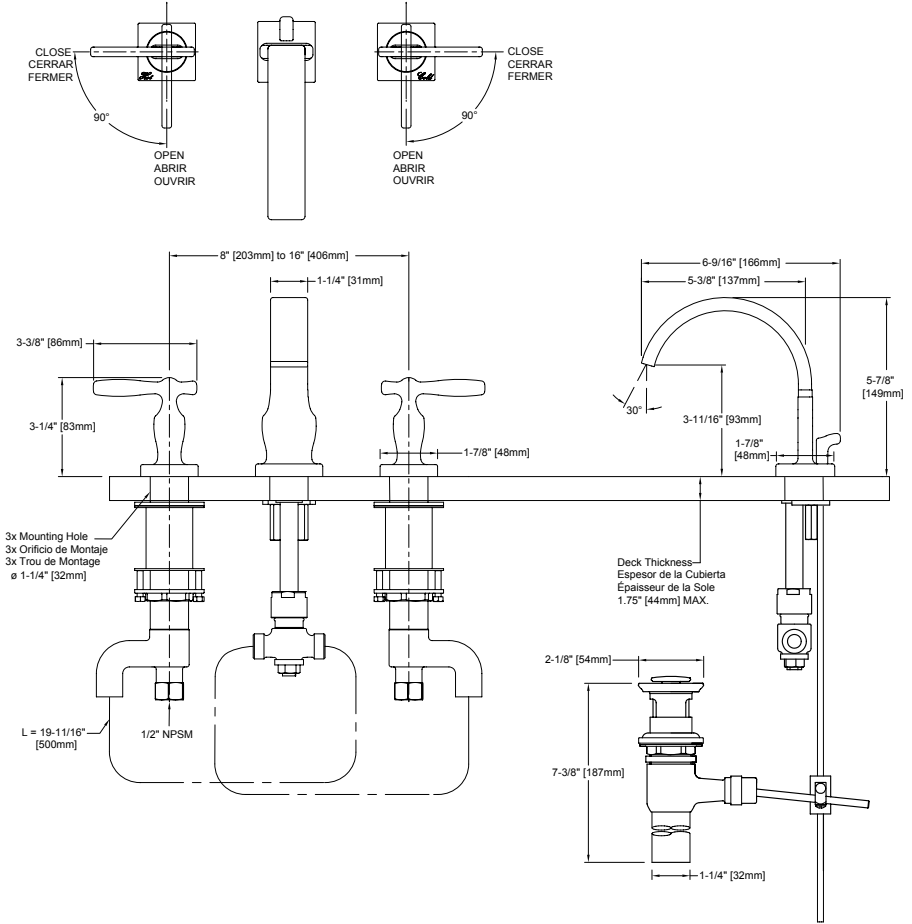 CLOSE
CERRAR
FERMER
90°
OPEN
ABRIR
OUVRIR
Hot
Cold
CLOSE
CERRAR
FERMER
90°
OPEN
ABRIR
OUVRIR
8" [203mm] to 16" [406mm]
1-1/4" [31mm]
3-3/8" [86mm]
3-1/4" [83mm]
1-7/8" [48mm]
6-9/16" [166mm]
5-3/8" [137mm]
30°
3-11/16" [93mm]
5-7/8"
[149mm]
1-7/8"
[48mm]
3x Mounting Hole
3x Orificio de Montaje
3x Trou de Montage
ø 1-1/4" [32mm]
Deck Thickness
Espesor de la Cubierta
Épaisseur de la Sole
1.75" [44mm] MAX.
L = 19-11/16"
[500mm]
1/2" NPSM
2-1/8" [54mm]
7-3/8" [187mm]
1-1/4" [32mm]